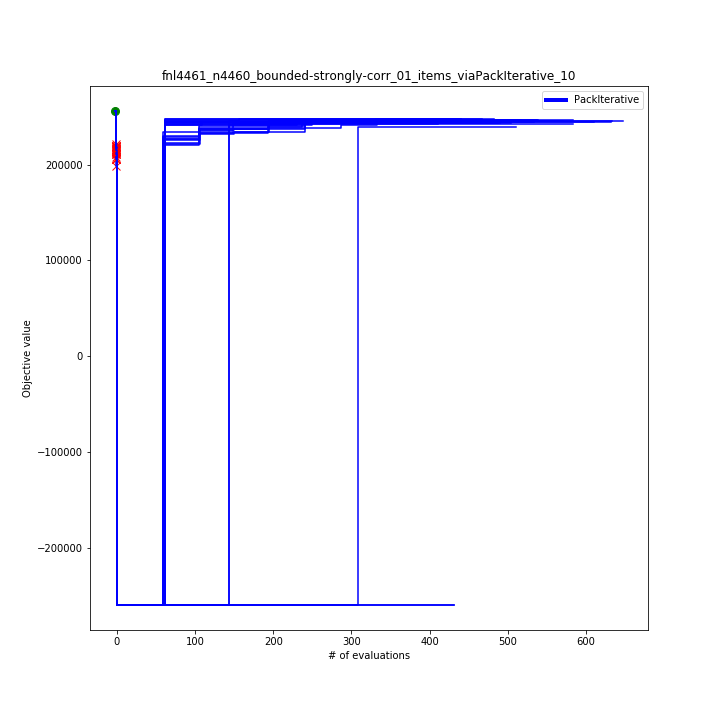 fnl4461_n4460_bounded-strongly-corr_01_items_viaPackIterative_10
PackIterative
200000
100000
0
−100000
−200000
Objective value
0 100 200 300 400 500 600
# of evaluations